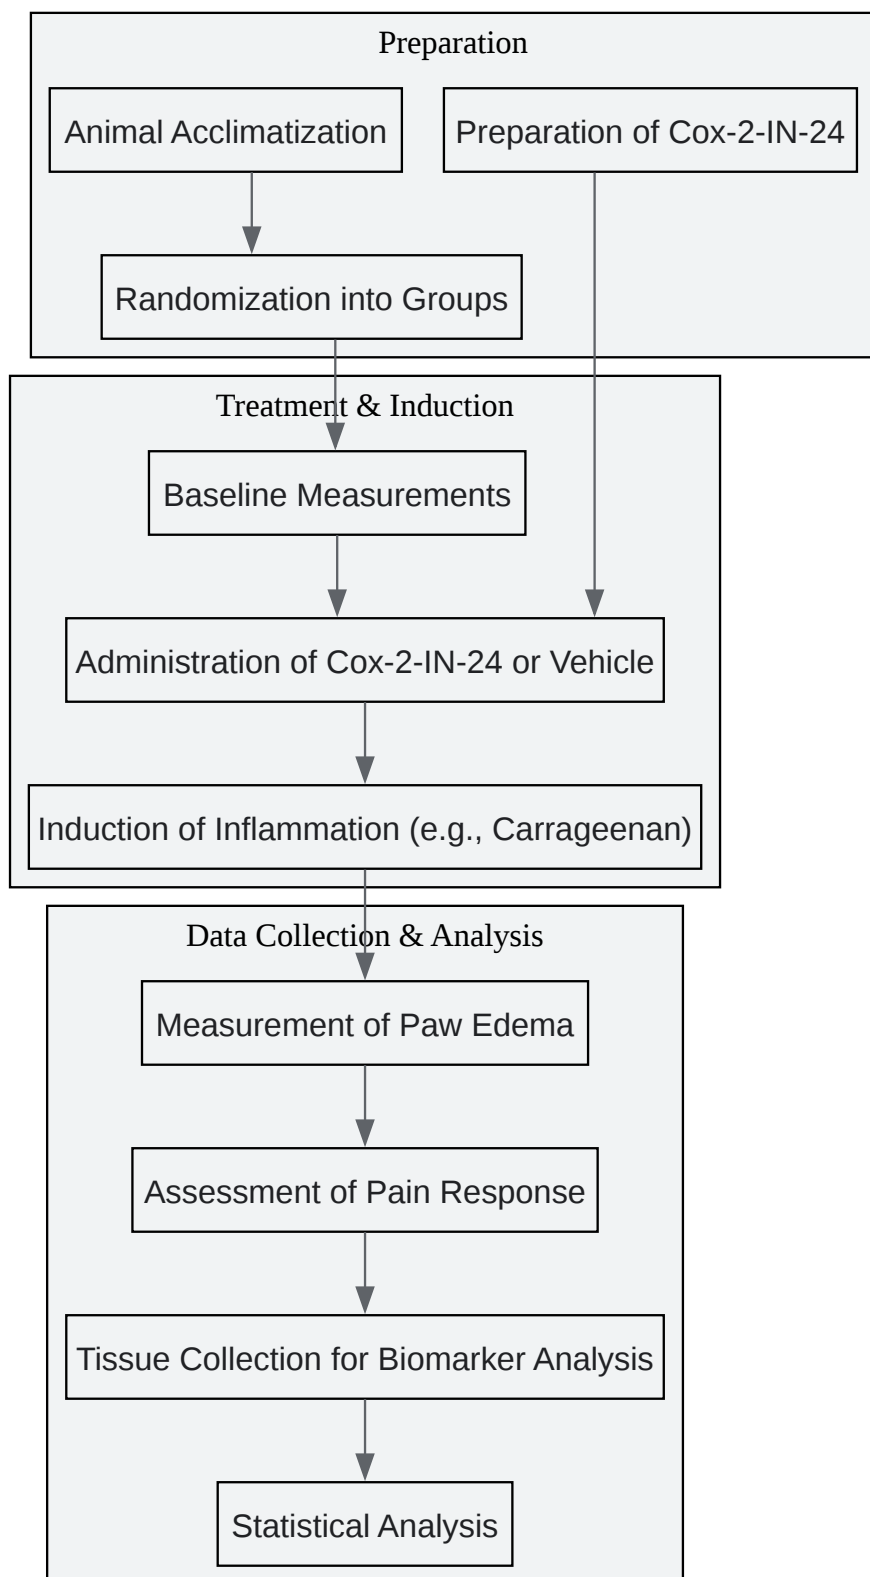 Preparation
Animal Acclimatization
Preparation of Cox-2-IN-24
Randomization into Groups
Treatment & Induction
Baseline Measurements
Administration of Cox-2-IN-24 or Vehicle
Induction of Inflammation (e.g., Carrageenan)
Data Collection & Analysis
Measurement of Paw Edema
Assessment of Pain Response
Tissue Collection for Biomarker Analysis
Statistical Analysis